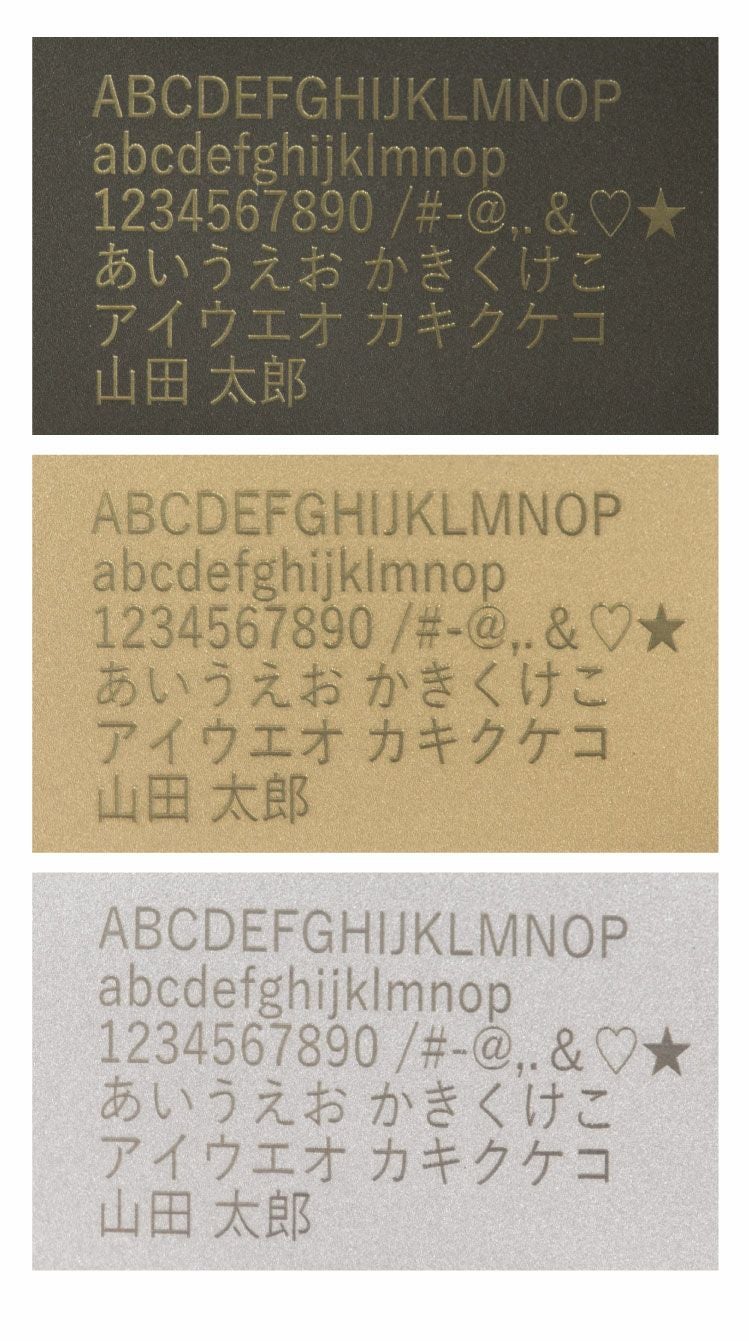 ABCDEFGHIJKLMNOP
abcdefghijklmnop
1234567890 /#-@,. & ♡★
あいうえお かきくけこ
アイウエオ カキクケコ
山田 太郎
ABCDEFGHIJKLMNOP
abcdefghijklmnop
1234567890 /#-@,. & ♡★
あいうえお かきくけこ
アイウエオ カキクケコ
山田 太郎
ABCDEFGHIJKLMNOP
abcdefghijklmnop
1234567890 /#-@,. & ♡★
あいうえお かきくけこ
アイウエオ カキクケコ
山田 太郎